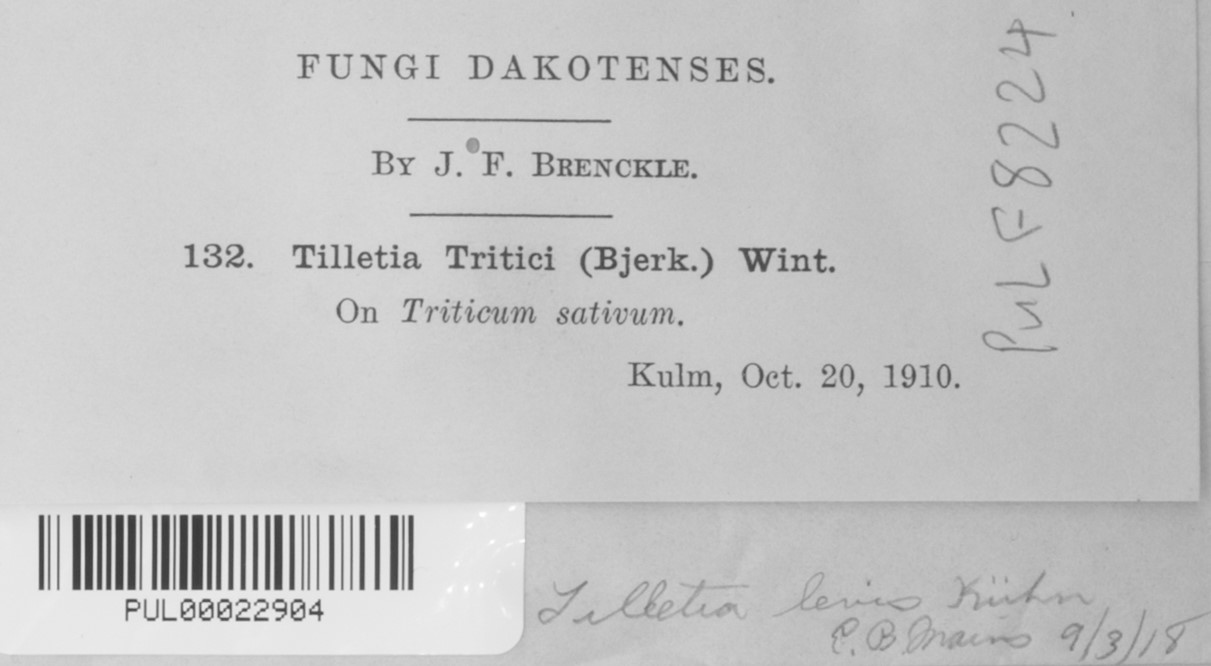 FUNGI DAKOTENSES.
BY J. F. BRENCKLE.
132. Tilletia Tritici (Bjerk.) Wint.
On Triticum sativum.
Kulm, Oct. 20, 1910.
PUL F8224
PUL00022904
Tilletia levis Kühn
E. B. Mains 9/3/18